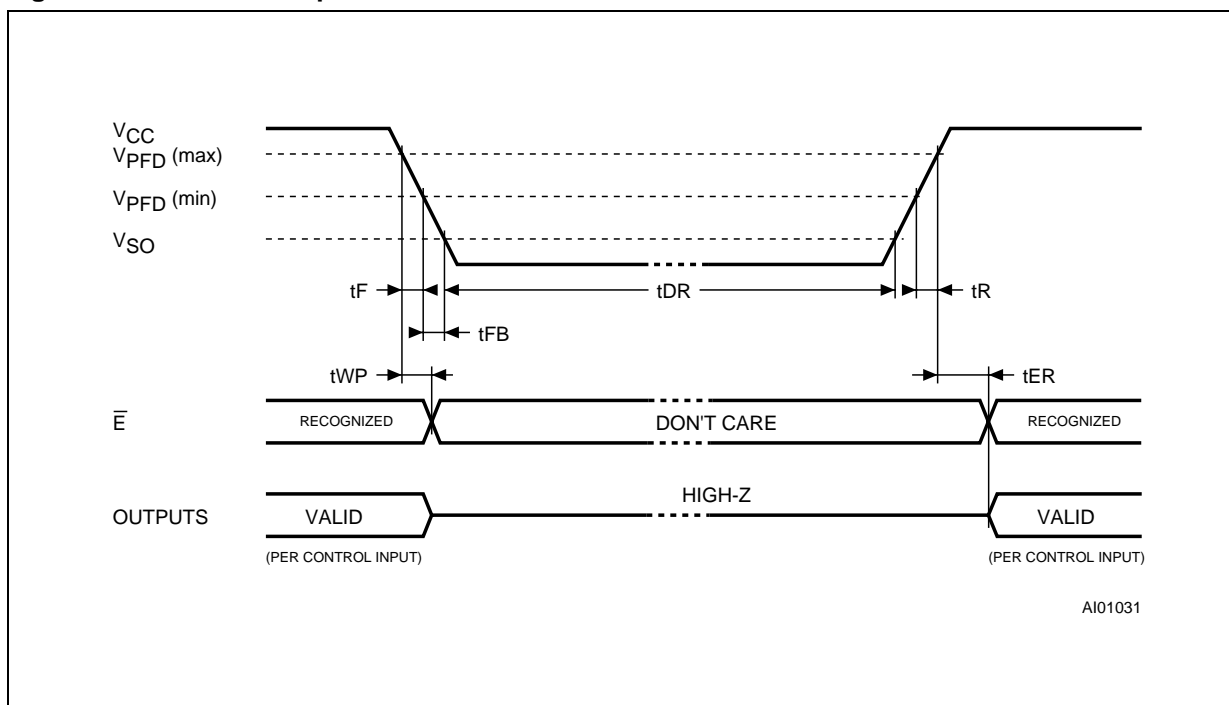 VCC
VPFD (max)
VPFD (min)
VSO
tF
tDR
tR
tFB
tWP
tER
E̅
RECOGNIZED
DON'T CARE
RECOGNIZED
HIGH-Z
OUTPUTS
VALID
VALID
(PER CONTROL INPUT)
(PER CONTROL INPUT)
AI01031